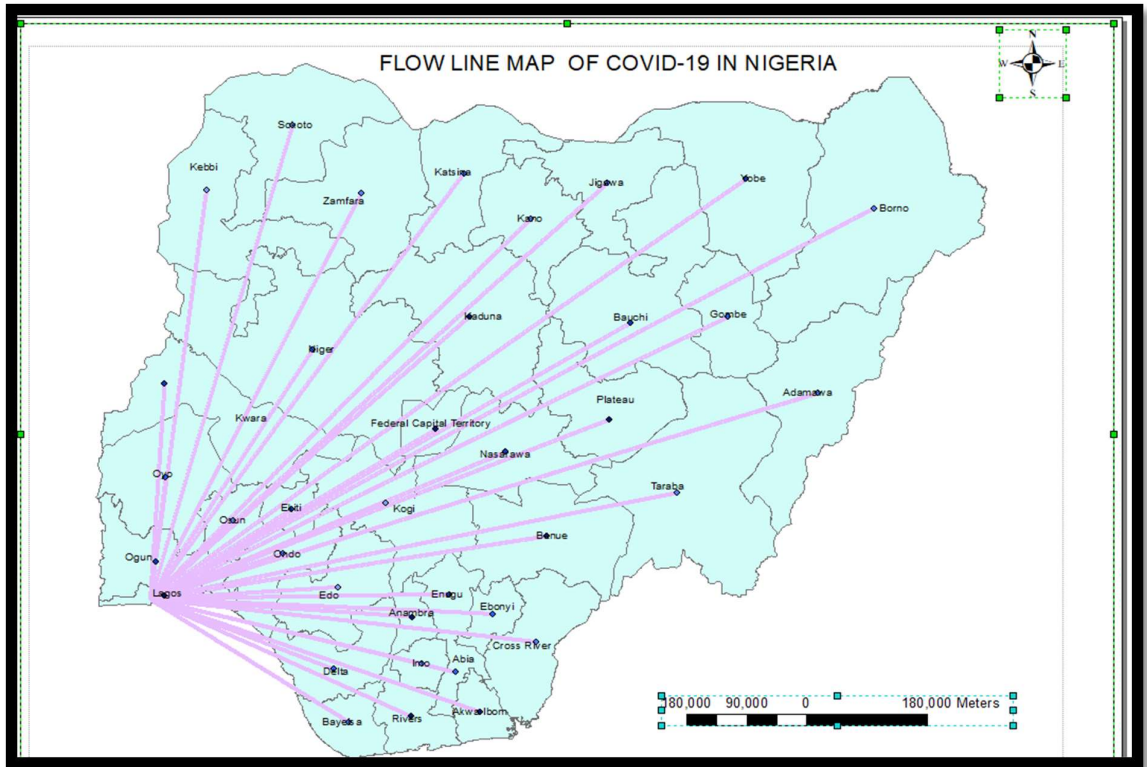 FLOW LINE MAP OF COVID-19 IN NIGERIA
N
W E
S
Sokoto
Kebbi
Katsina
Zamfara
Jigawa
Yobe
Kano
Borno
Kaduna
Bauchi
Gombe
Niger
Adamawa
Plateau
Kwara
Federal Capital Territory
Nasarawa
Oyo
Taraba
Ekiti
Kogi
Osun
Benue
Ondo
Ogun
Lagos
Edo
Enugu
Ebonyi
Anambra
Cross River
Imo
Abia
Delta
Akwa Ibom
Rivers
Bayelsa
180,000 90,000 0 180,000 Meters